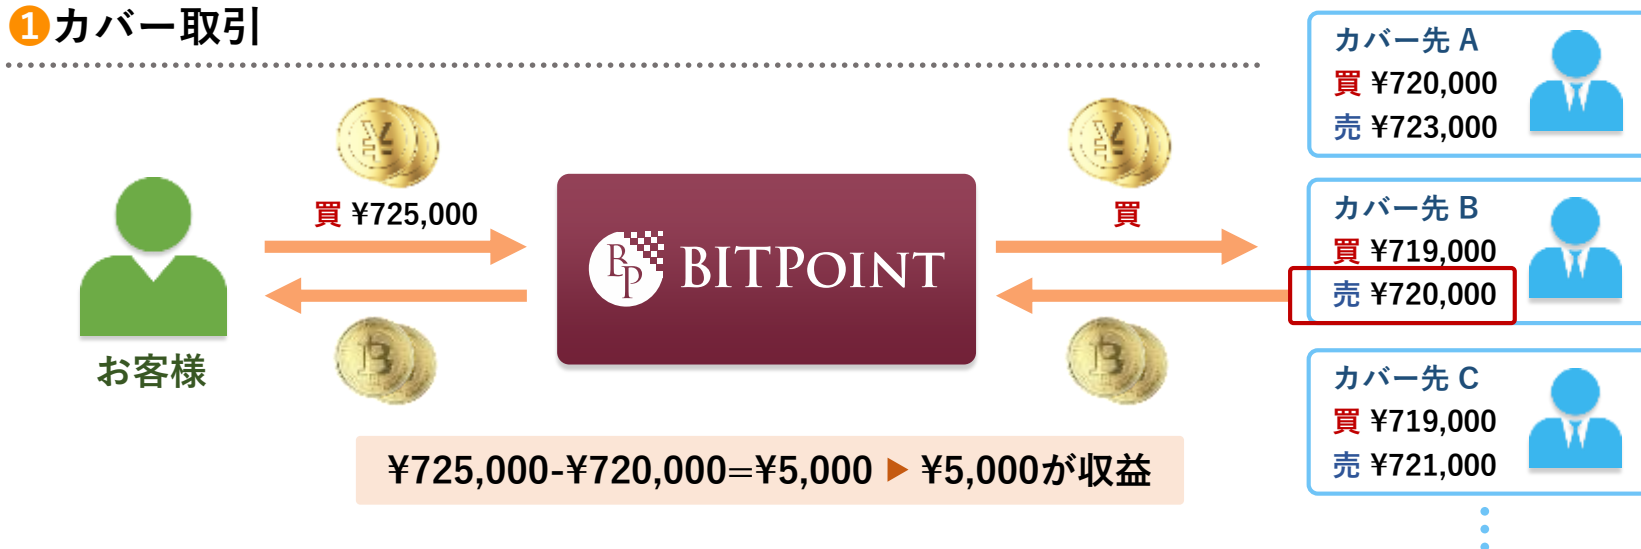 1カバー取引
買 ¥725,000
お客様
BP BITPOINT
買
カバー先 A
買 ¥720,000
売 ¥723,000
カバー先 B
買 ¥719,000
売 ¥720,000
カバー先 C
買 ¥719,000
売 ¥721,000
¥725,000-¥720,000=¥5,000 ▶ ¥5,000が収益